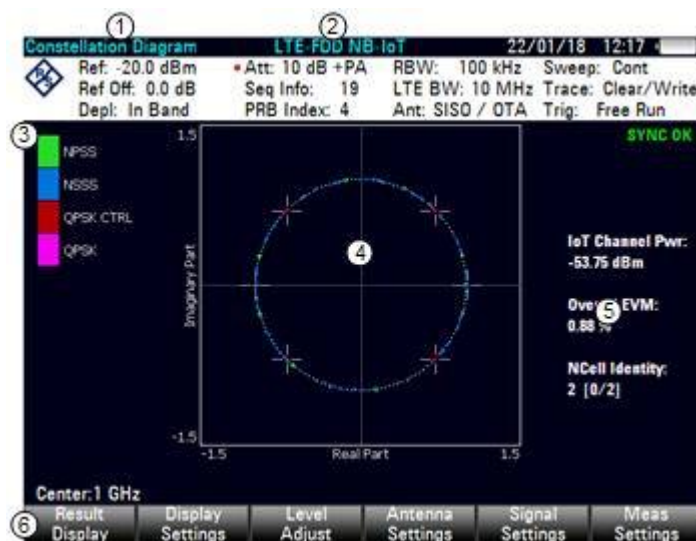 1 2
Constellation Diagram LTE-FDD NB-IoT 22/01/18 12:17
Ref: -20.0 dBm Att: 10 dB +PA RBW: 100 kHz Sweep: Cont
Ref Off: 0.0 dB Seq Info: 19 LTE BW: 10 MHz Trace: Clear/Write
Depl: In Band PRB Index: 4 Ant: SISO / OTA Trig: Free Run
3 1.5 SYNC OK
NPSS
NSSS
QPSK CTRL
QPSK
Imaginary Part
4
IoT Channel Pwr:
-53.75 dBm
EVM:
5
0.88 %
NCell Identity:
2 [0/2]
-1.5
-1.5 Real Part 1.5
Center:1 GHz
6
Result Display Level Antenna Signal Meas
Display Settings Adjust Settings Settings Settings